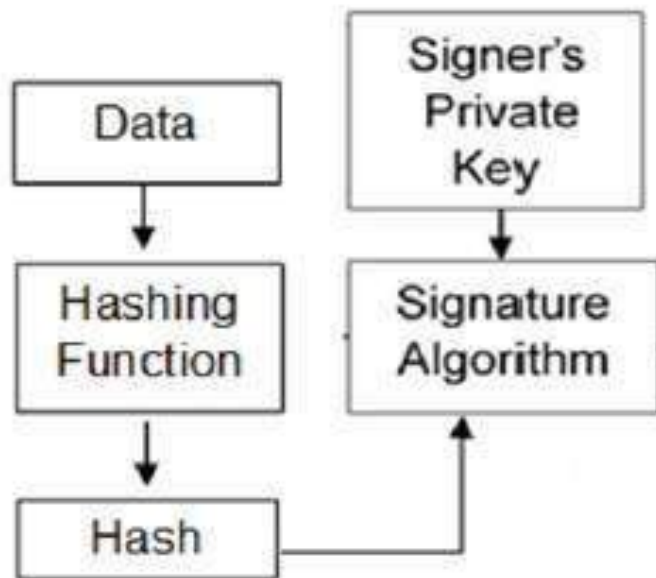 Data
Hashing
Function
Hash
Signer's
Private
Key
Signature
Algorithm